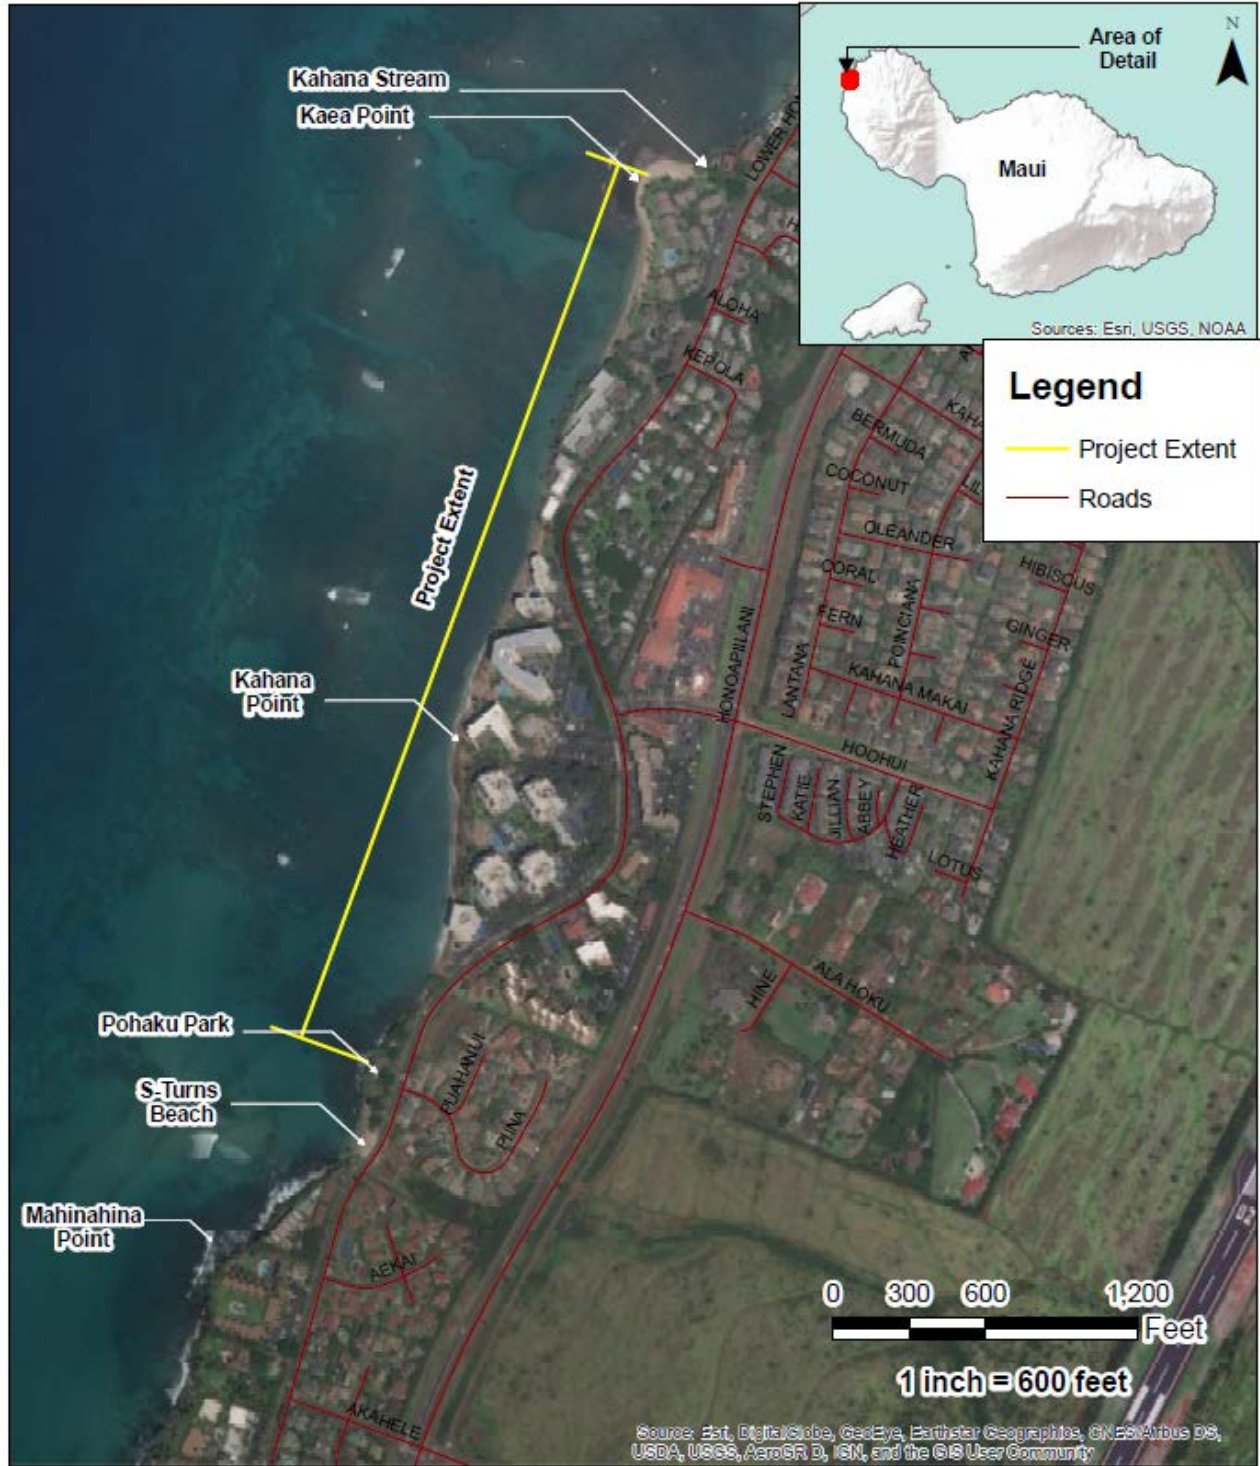 Kahana Stream
Kaea Point
Area of
Detail
N
Maui
Sources: Esri, USGS, NOAA
Legend
Project Extent
Roads
LOWER HO
ALOHA
KEPOLA
KAHA
BERMUDA
COCONUT
LIL
OLEANDER
HIBISCUS
CORAL
POINCIANA
FERN
GINGER
Project Extent
HONOAPIILANI
LANTANA
KAHANA MAKAI
KAHANA RIDGE
Kahana
Point
HOOHUI
STEPHEN
KATIE
JILLIAN
ABBEY
HEATHER
LOTUS
ALA HOKU
HINE
Pohaku Park
PUAHANUI
PUNA
S-Turns
Beach
Mahinahina
Point
AEKAI
AKAHELE
0 300 600 1,200
Feet
1 inch = 600 feet
Source: Esri, DigitalGlobe, GeoEye, Earthstar Geographics, CNES/Airbus DS,
USDA, USGS, AeroGRID, IGN, and the GIS User Community